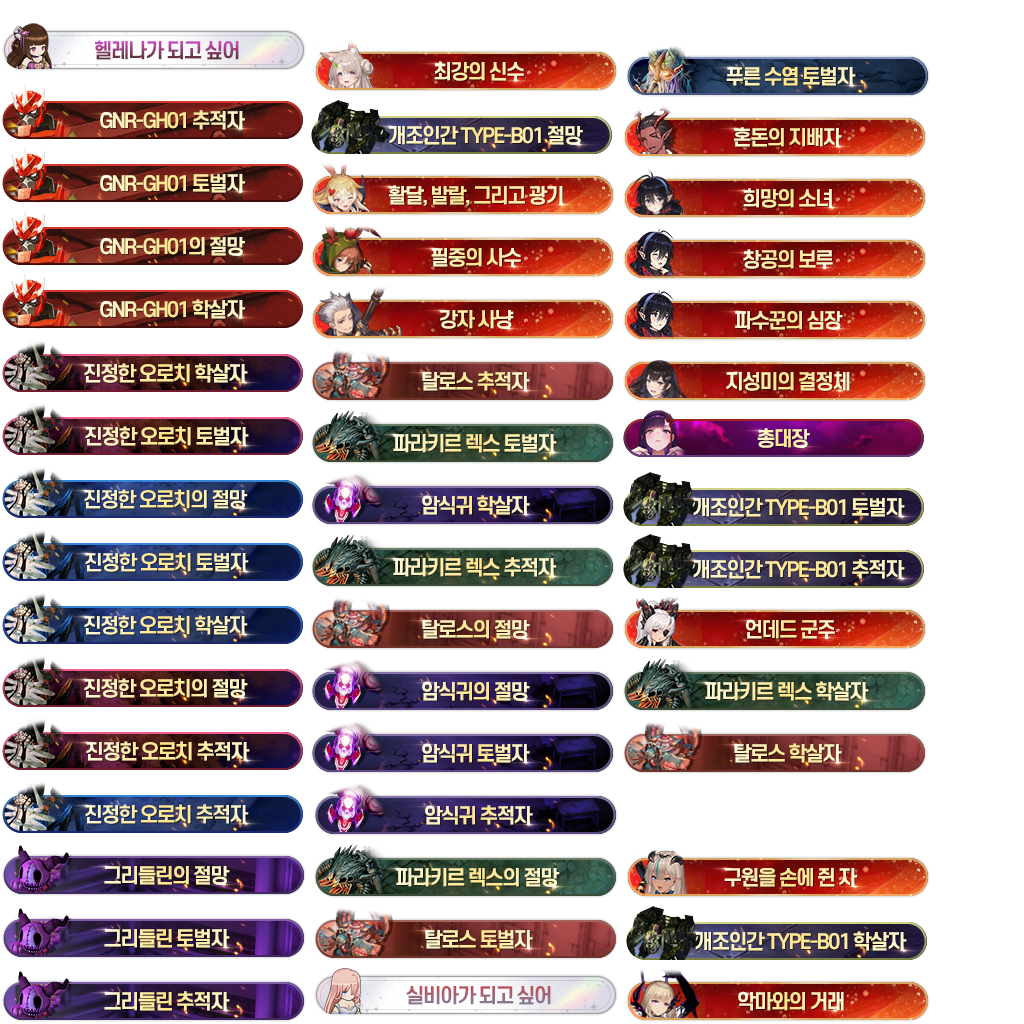 헬레나가 되고 싶어
GNR-GH01 추적자
GNR-GH01 토벌자
GNR-GH01의 절망
GNR-GH01 학살자
진정한 오로치 학살자
진정한 오로치 토벌자
진정한 오로치의 절망
진정한 오로치 토벌자
진정한 오로치 학살자
진정한 오로치의 절망
진정한 오로치 추적자
진정한 오로치 추적자
그리들린의 절망
그리들린 토벌자
그리들린 추적자
최강의 신수
개조인간 TYPE-B01 절망
활달, 발랄, 그리고 광기
필중의 사수
강자 사냥
탈로스 추적자
파라키르 렉스 토벌자
암식귀 학살자
파라키르 렉스 추적자
탈로스의 절망
암식귀의 절망
암식귀 토벌자
암식귀 추적자
파라키르 렉스의 절망
탈로스 토벌자
실비아가 되고 싶어
푸른 수염 토벌자
혼돈의 지배자
희망의 소녀
창공의 보루
파수꾼의 심장
지성미의 결정체
총대장
개조인간 TYPE-B01 토벌자
개조인간 TYPE-B01 추적자
언데드 군주
파라키르 렉스 학살자
탈로스 학살자
구원을 손에 쥔 자
개조인간 TYPE-B01 학살자
악마와의 거래